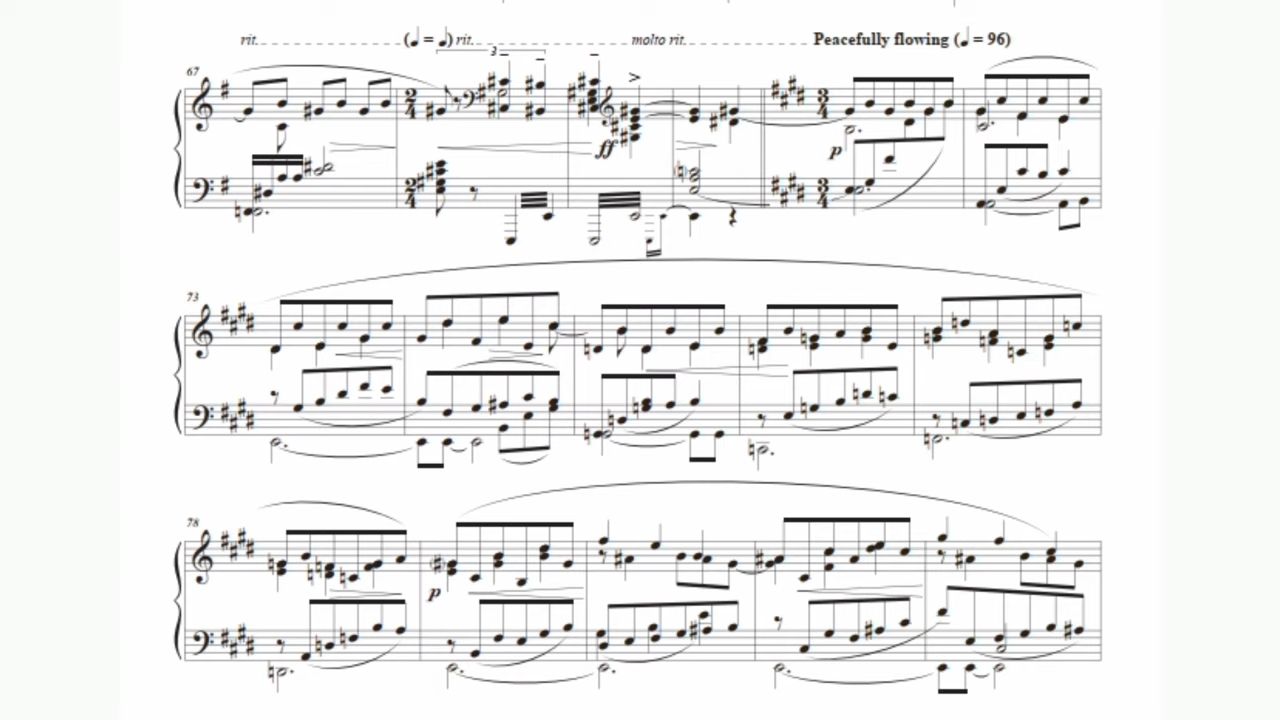 rit. (♩ = ♩) rit. molto rit. Peacefully flowing (♩ = 96)
67
3
ff
p
73
78
p